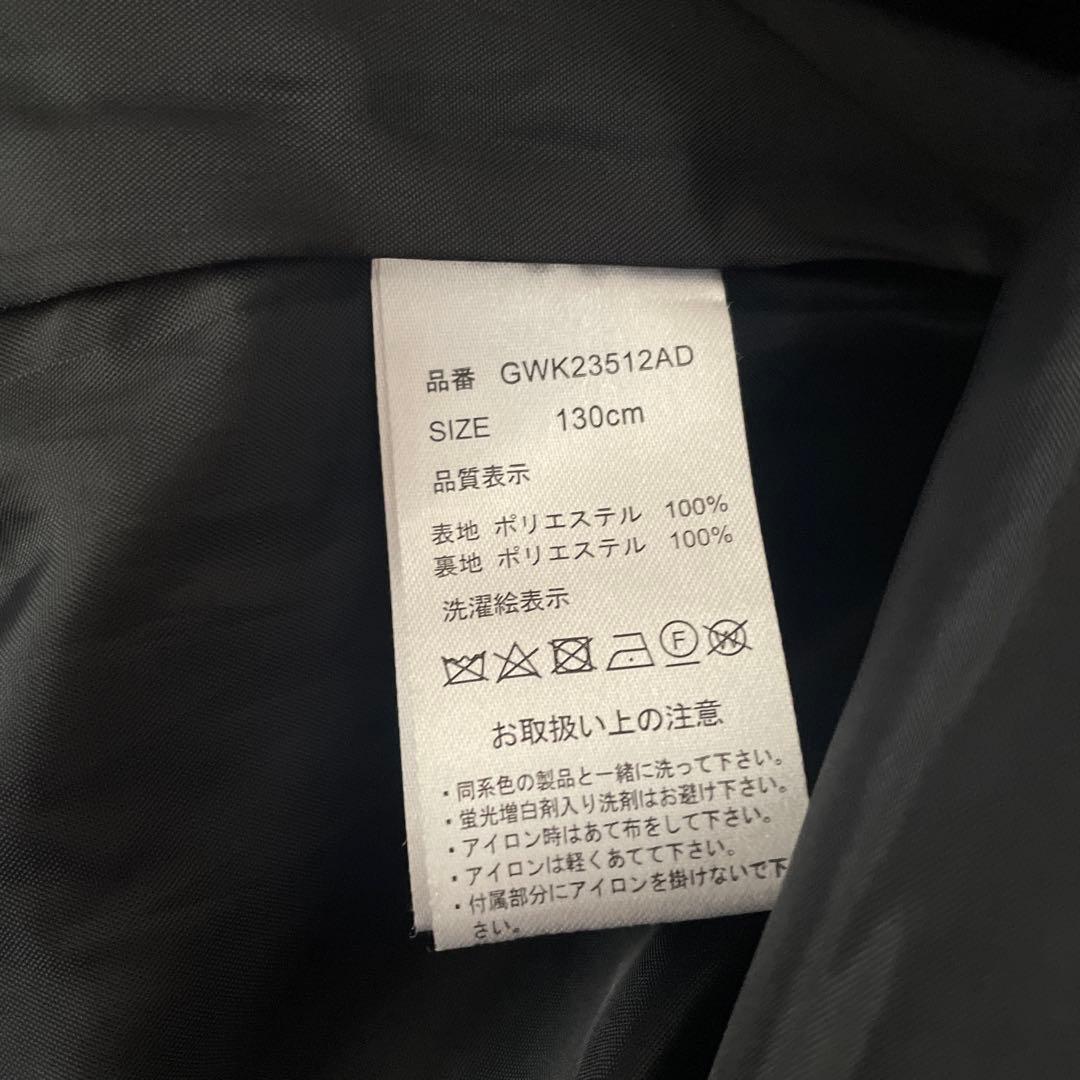 品番 GWK23512AD
SIZE 130cm
品質表示
表地 ポリエステル 100%
裏地 ポリエステル 100%
洗濯絵表示
F W
お取扱い上の注意
・同系色の製品と一緒に洗って下さい。
・蛍光増白剤入り洗剤はお避け下さい。
・アイロン時はあて布をして下さい。
・アイロンは軽くあてて下さい。
・付属部分にアイロンを掛けないで下
さい。